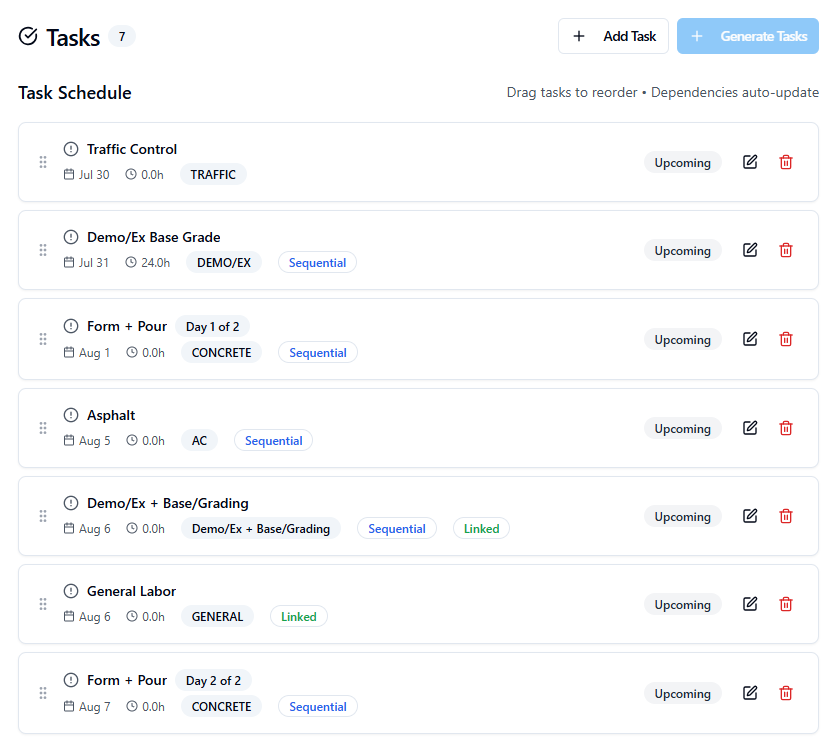 Tasks 7 Add Task Generate Tasks
Task Schedule Drag tasks to reorder • Dependencies auto-update
Traffic Control
Jul 30 0.0h TRAFFIC Upcoming
Demo/Ex Base Grade
Jul 31 24.0h DEMO/EX Sequential Upcoming
Form + Pour Day 1 of 2
Aug 1 0.0h CONCRETE Sequential Upcoming
Asphalt
Aug 5 0.0h AC Sequential Upcoming
Demo/Ex + Base/Grading
Aug 6 0.0h Demo/Ex + Base/Grading Sequential Linked Upcoming
General Labor
Aug 6 0.0h GENERAL Linked Upcoming
Form + Pour Day 2 of 2
Aug 7 0.0h CONCRETE Sequential Upcoming